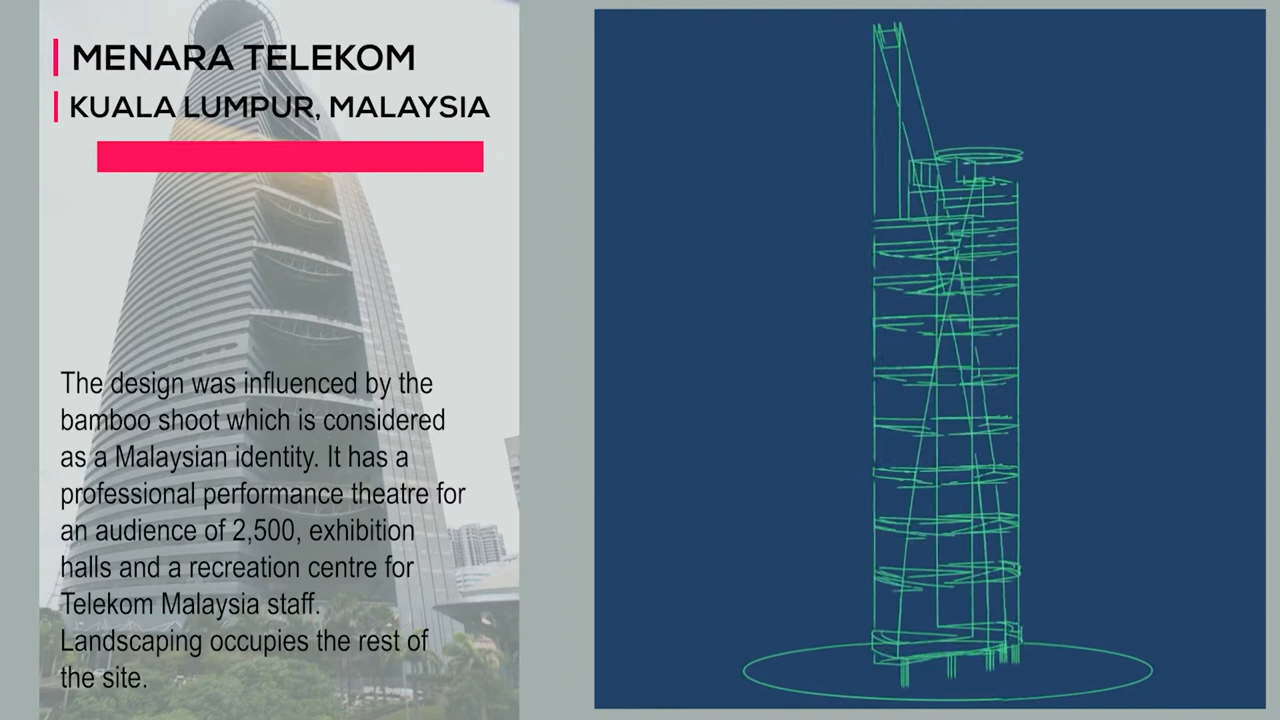 MENARA TELEKOM
KUALA LUMPUR, MALAYSIA
The design was influenced by the
bamboo shoot which is considered
as a Malaysian identity. It has a
professional performance theatre for
an audience of 2,500, exhibition
halls and a recreation centre for
Telekom Malaysia staff.
Landscaping occupies the rest of
the site.